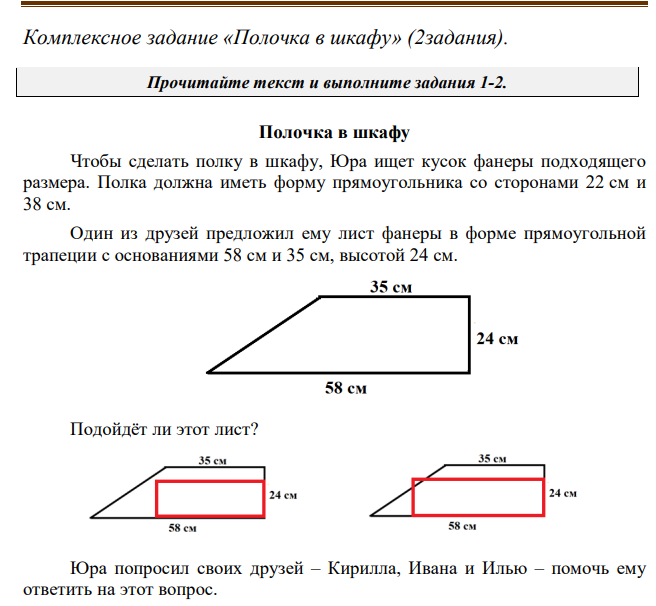 Комплексное задание «Полочка в шкафу» (2задания).
Прочитайте текст и выполните задания 1-2.
Полочка в шкафу
Чтобы сделать полку в шкафу, Юра ищет кусок фанеры подходящего
размера. Полка должна иметь форму прямоугольника со сторонами 22 см и
38 см.
Один из друзей предложил ему лист фанеры в форме прямоугольной
трапеции с основаниями 58 см и 35 см, высотой 24 см.
35 см
24 см
58 см
Подойдёт ли этот лист?
35 см
24 см
58 см
35 см
24 см
58 см
Юра попросил своих друзей – Кирилла, Ивана и Илью – помочь ему
ответить на этот вопрос.